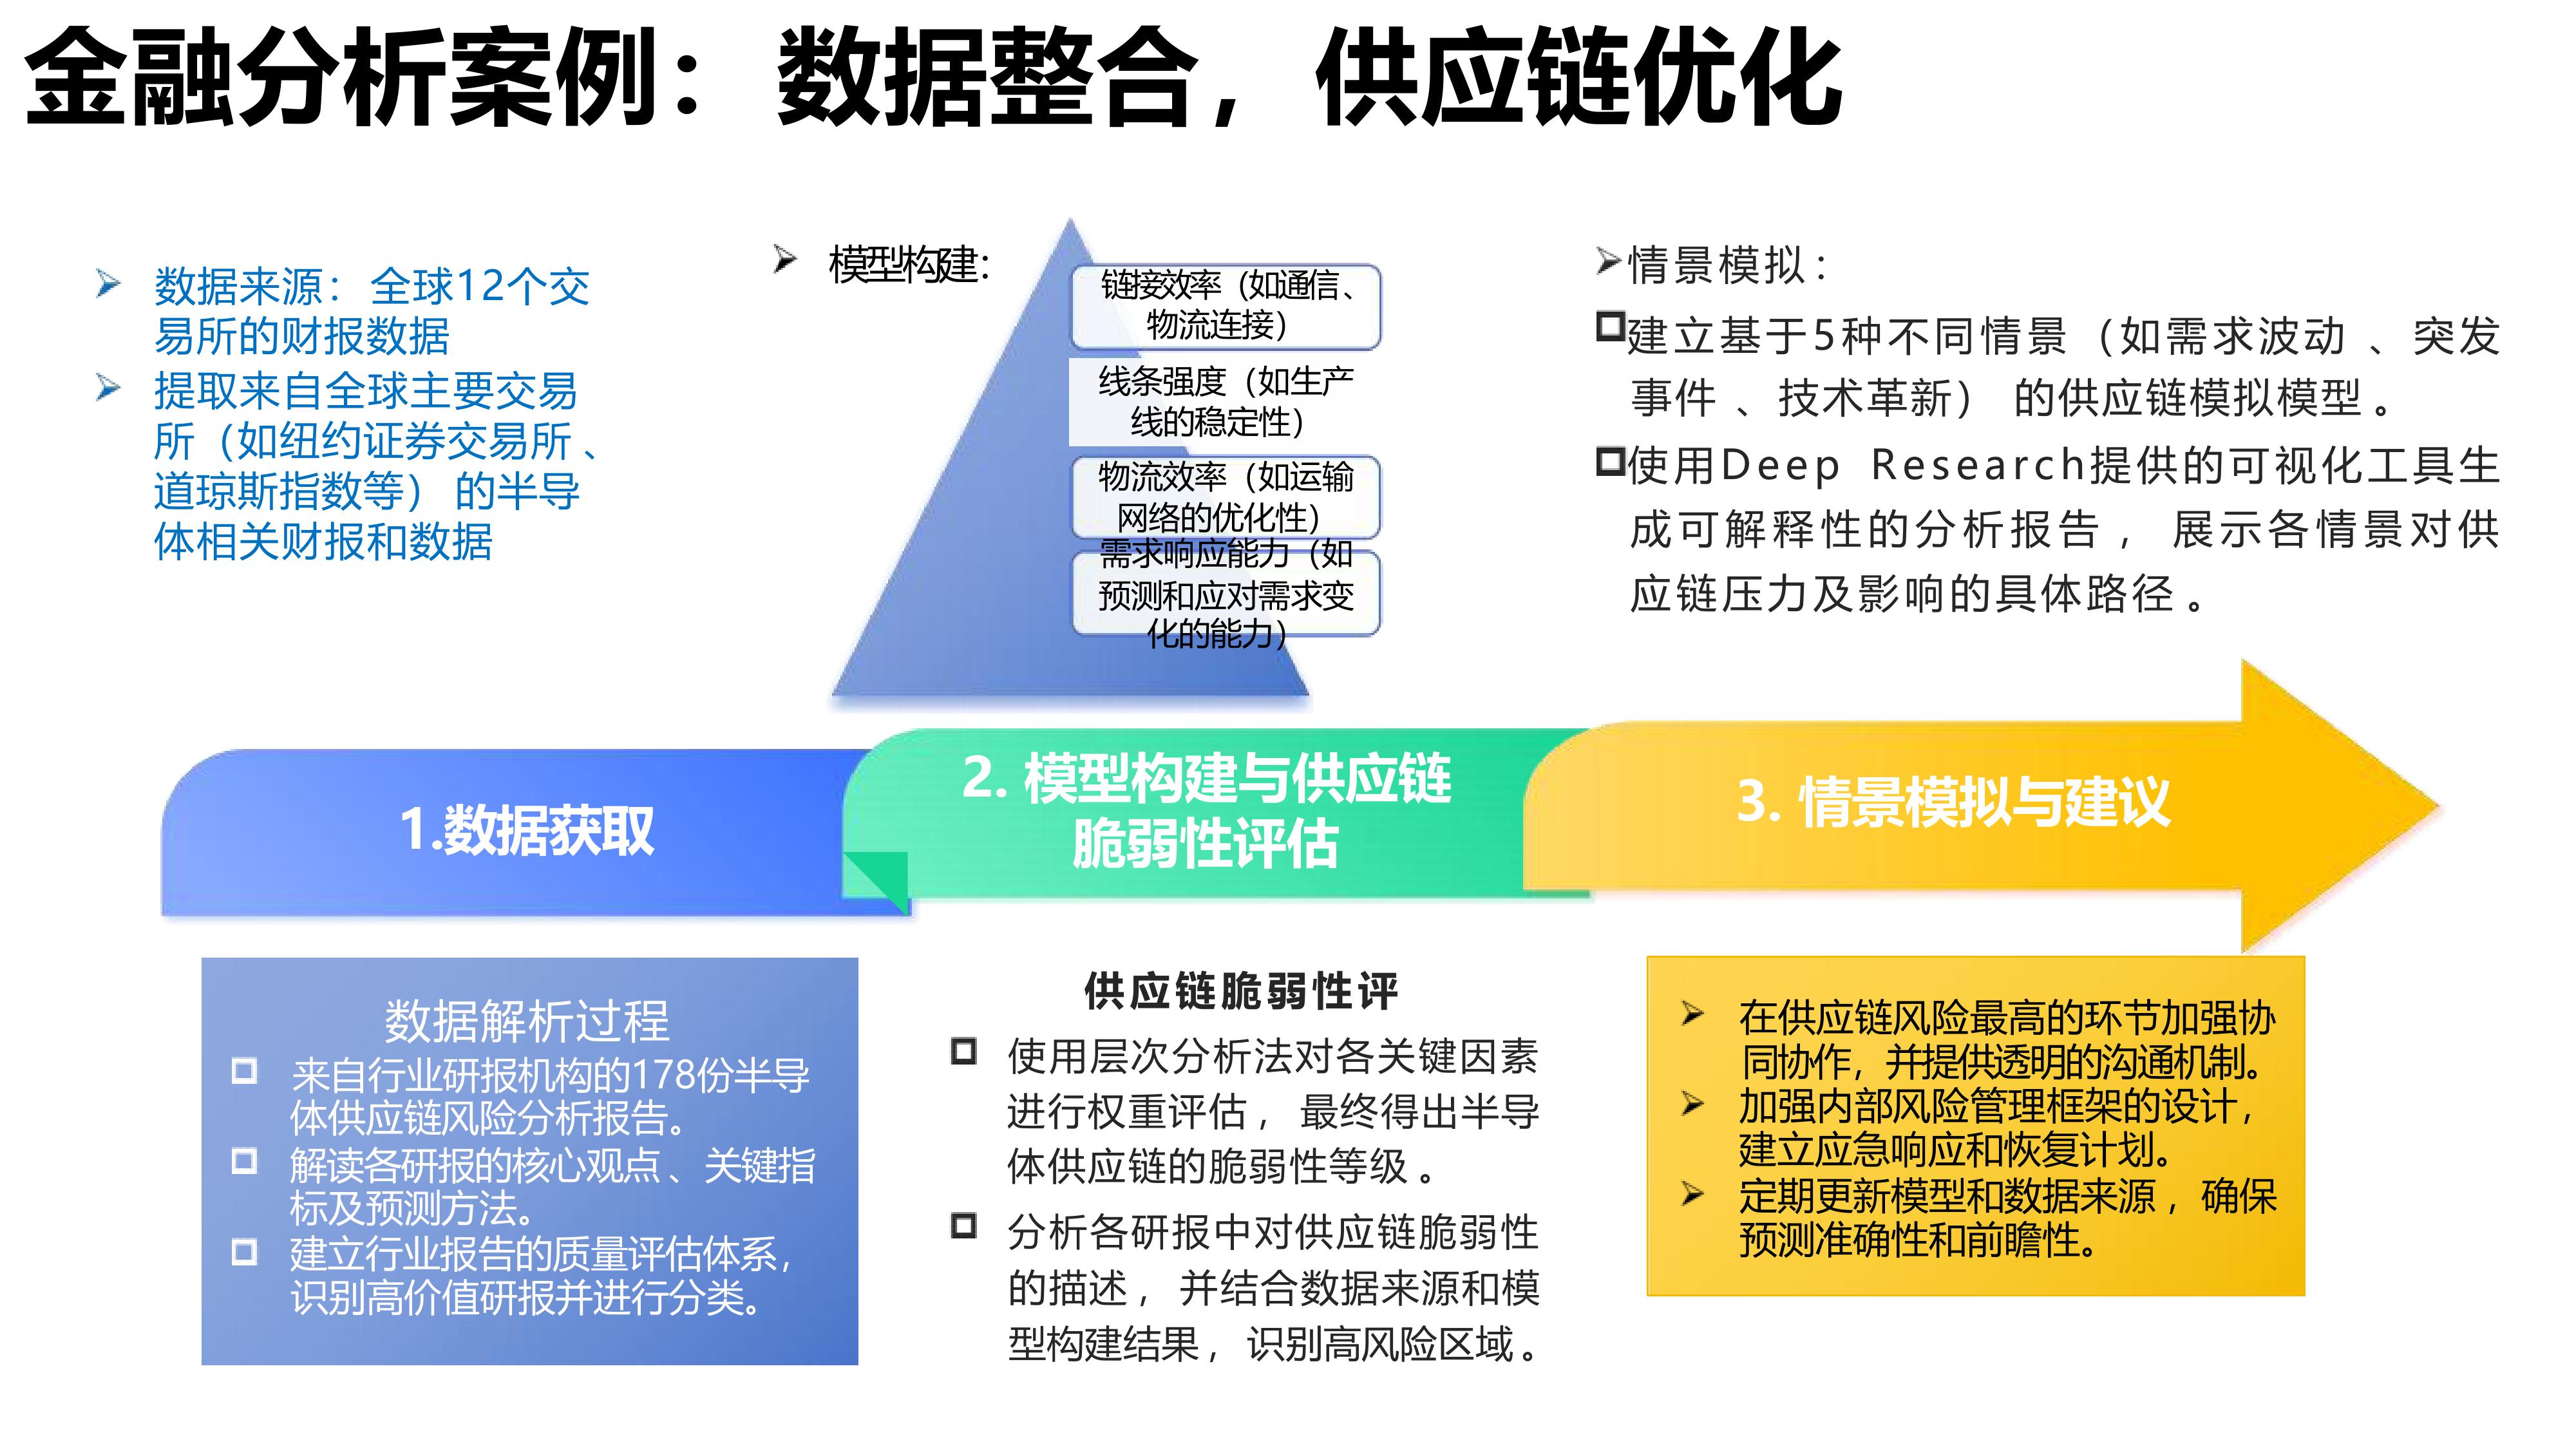 金融分析案例：数据整合，供应链优化
数据来源：全球12个交
易所的财报数据
提取来自全球主要交易
所（如纽约证券交易所、
道琼斯指数等）的半导
体相关财报和数据
模型构建：
链接效率（如通信、
物流连接）
线条强度（如生产
线的稳定性）
物流效率（如运输
网络的优化性）
需求响应能力（如
预测和应对需求变
化的能力）
情景模拟：
建立基于5种不同情景（如需求波动、突发
事件、技术革新）的供应链模拟模型。
使用Deep Research提供的可视化工具生
成可解释性的分析报告，展示各情景对供
应链压力及影响的具体路径。
1.数据获取
2. 模型构建与供应链
脆弱性评估
3. 情景模拟与建议
数据解析过程
来自行业研报机构的178份半导
体供应链风险分析报告。
解读各研报的核心观点、关键指
标及预测方法。
建立行业报告的质量评估体系，
识别高价值研报并进行分类。
供应链脆弱性评
使用层次分析法对各关键因素
进行权重评估，最终得出半导
体供应链的脆弱性等级。
分析各研报中对供应链脆弱性
的描述，并结合数据来源和模
型构建结果，识别高风险区域。
在供应链风险最高的环节加强协
同协作，并提供透明的沟通机制。
加强内部风险管理框架的设计，
建立应急响应和恢复计划。
定期更新模型和数据来源，确保
预测准确性和前瞻性。